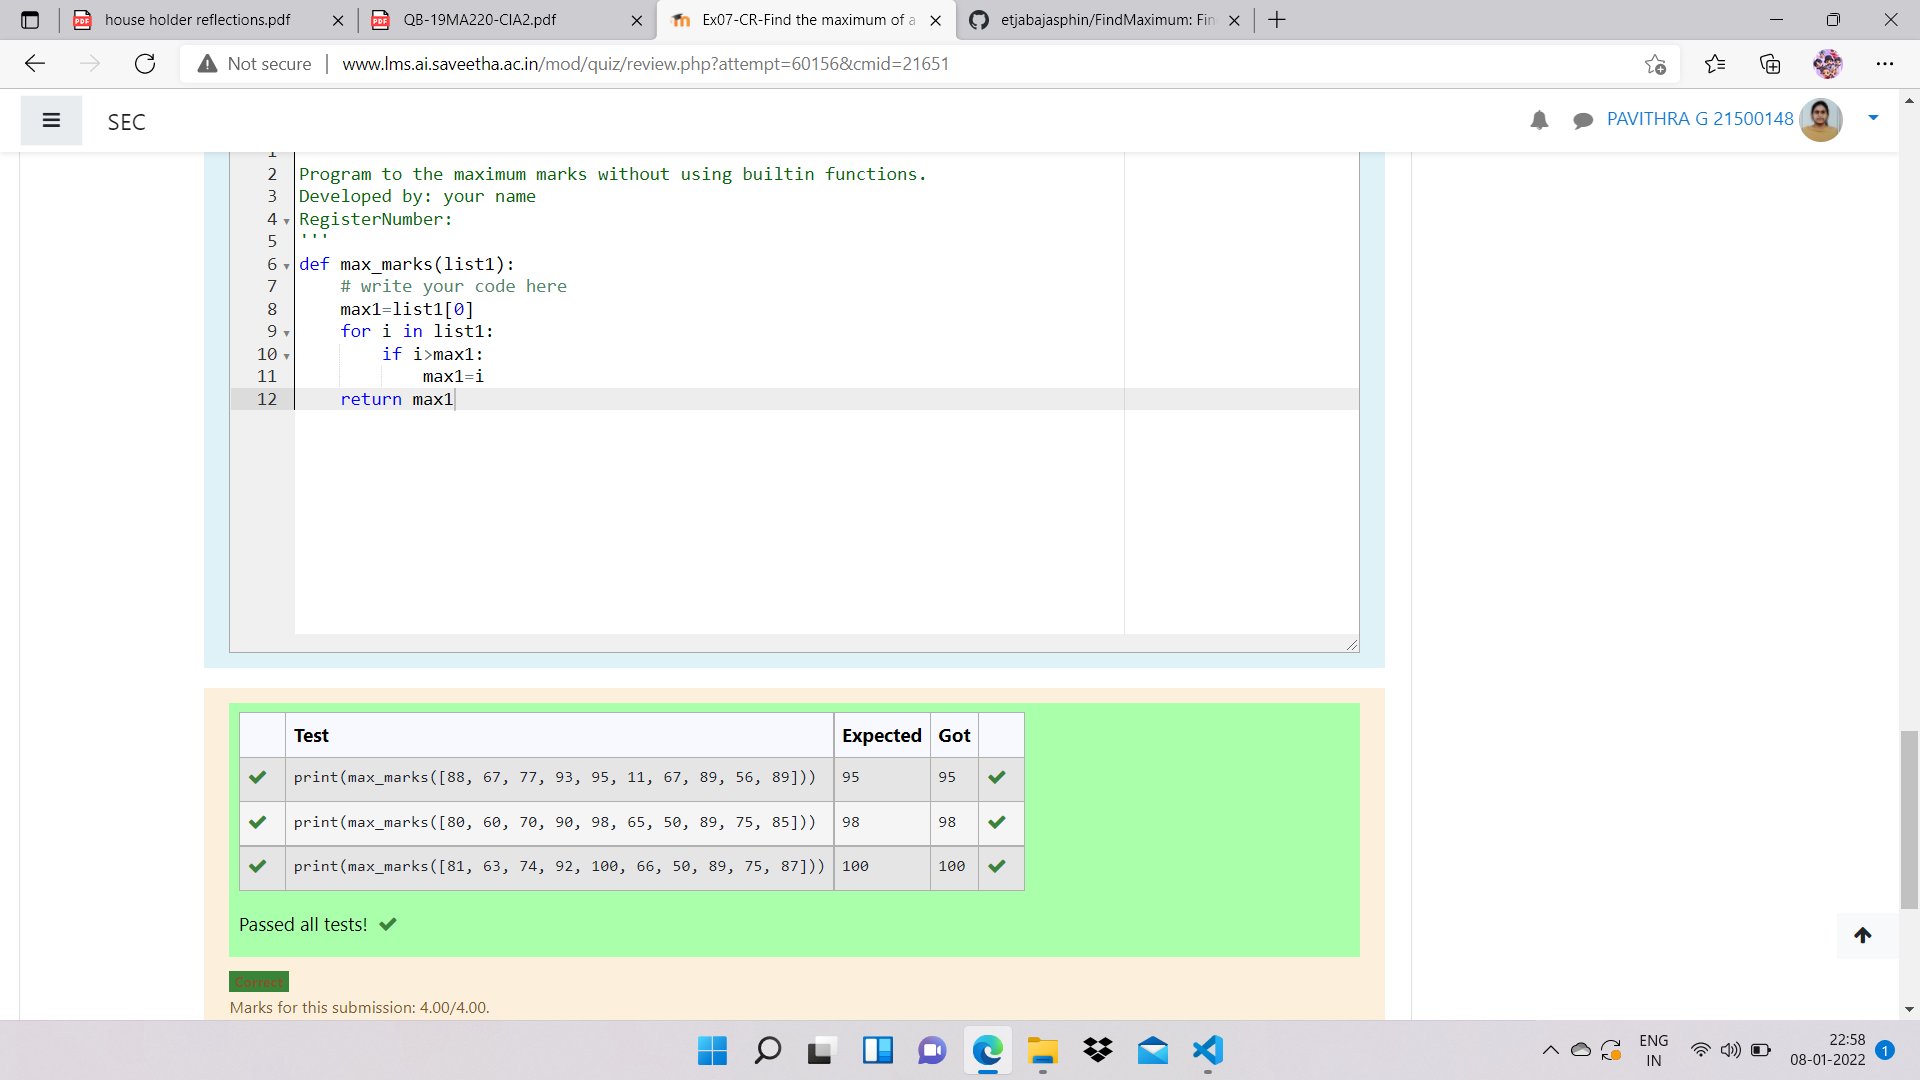 house holder reflections.pdf
QB-19MA220-CIA2.pdf
Ex07-CR-Find the maximum of a
etjabajasphin/FindMaximum: Fin
Not secure
www.lms.ai.saveetha.ac.in/mod/quiz/review.php?attempt=60156&cmid=21651
SEC
PAVITHRA G 21500148
1
2 Program to the maximum marks without using builtin functions.
3 Developed by: your name
4 RegisterNumber:
5 '''
6 def max_marks(list1):
7 # write your code here
8 max1=list1[0]
9 for i in list1:
10 if i>max1:
11 max1=i
12 return max1
Test Expected Got
print(max_marks([88, 67, 77, 93, 95, 11, 67, 89, 56, 89])) 95 95
print(max_marks([80, 60, 70, 90, 98, 65, 50, 89, 75, 85])) 98 98
print(max_marks([81, 63, 74, 92, 100, 66, 50, 89, 75, 87])) 100 100
Passed all tests!
Correct
Marks for this submission: 4.00/4.00.
ENG
IN
22:58
08-01-2022
1